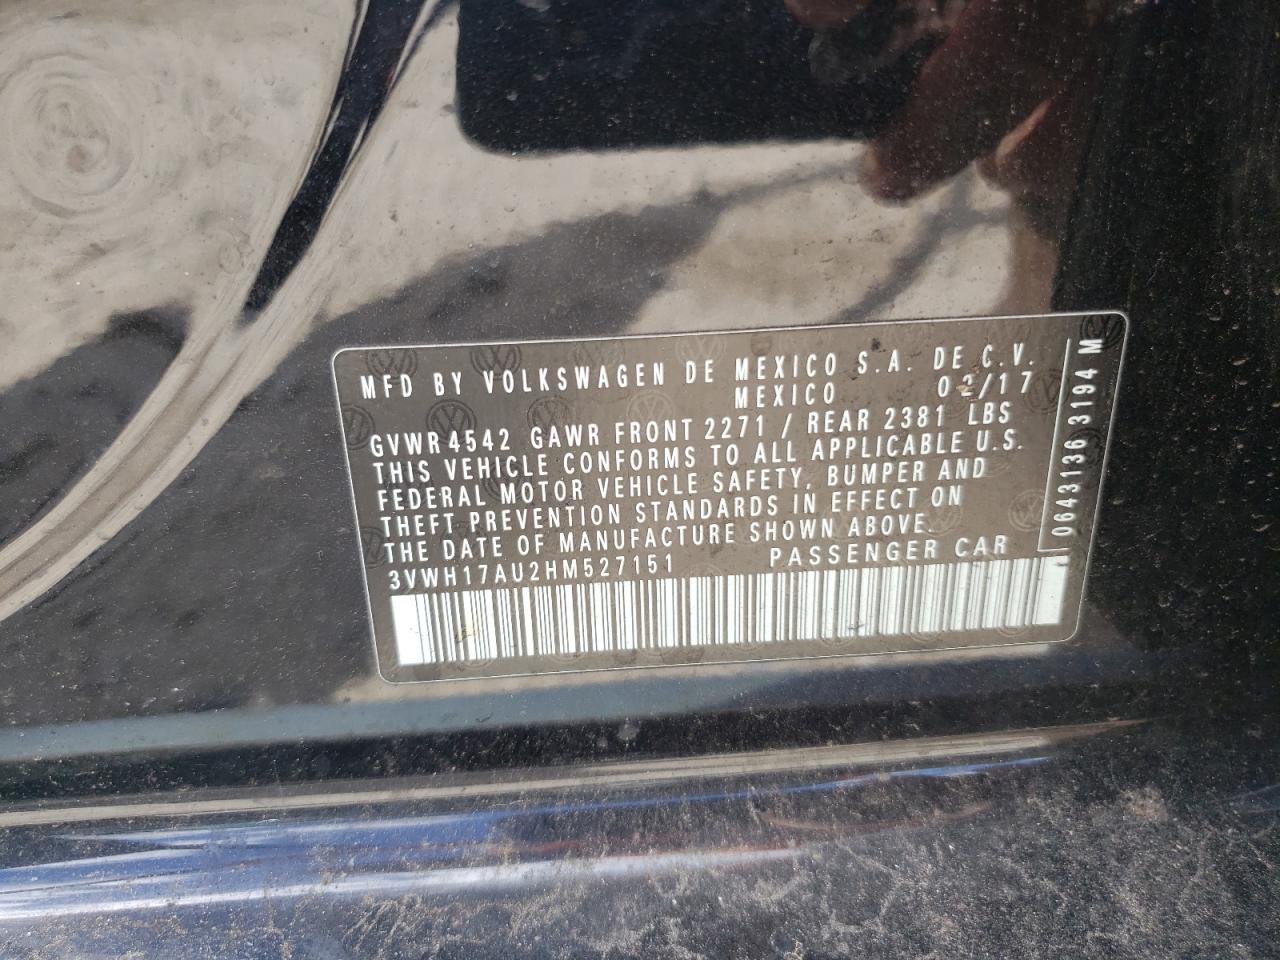 MFD BY VOLKSWAGEN DE MEXICO S.A. DE C.V.
MEXICO 02/17
GVWR 4542 GAWR FRONT 2271 / REAR 2381 LBS
THIS VEHICLE CONFORMS TO ALL APPLICABLE U.S.
FEDERAL MOTOR VEHICLE SAFETY, BUMPER AND
THEFT PREVENTION STANDARDS IN EFFECT ON
THE DATE OF MANUFACTURE SHOWN ABOVE.
3VWH17AU2HM527151 PASSENGER CAR
0643136 3194 M